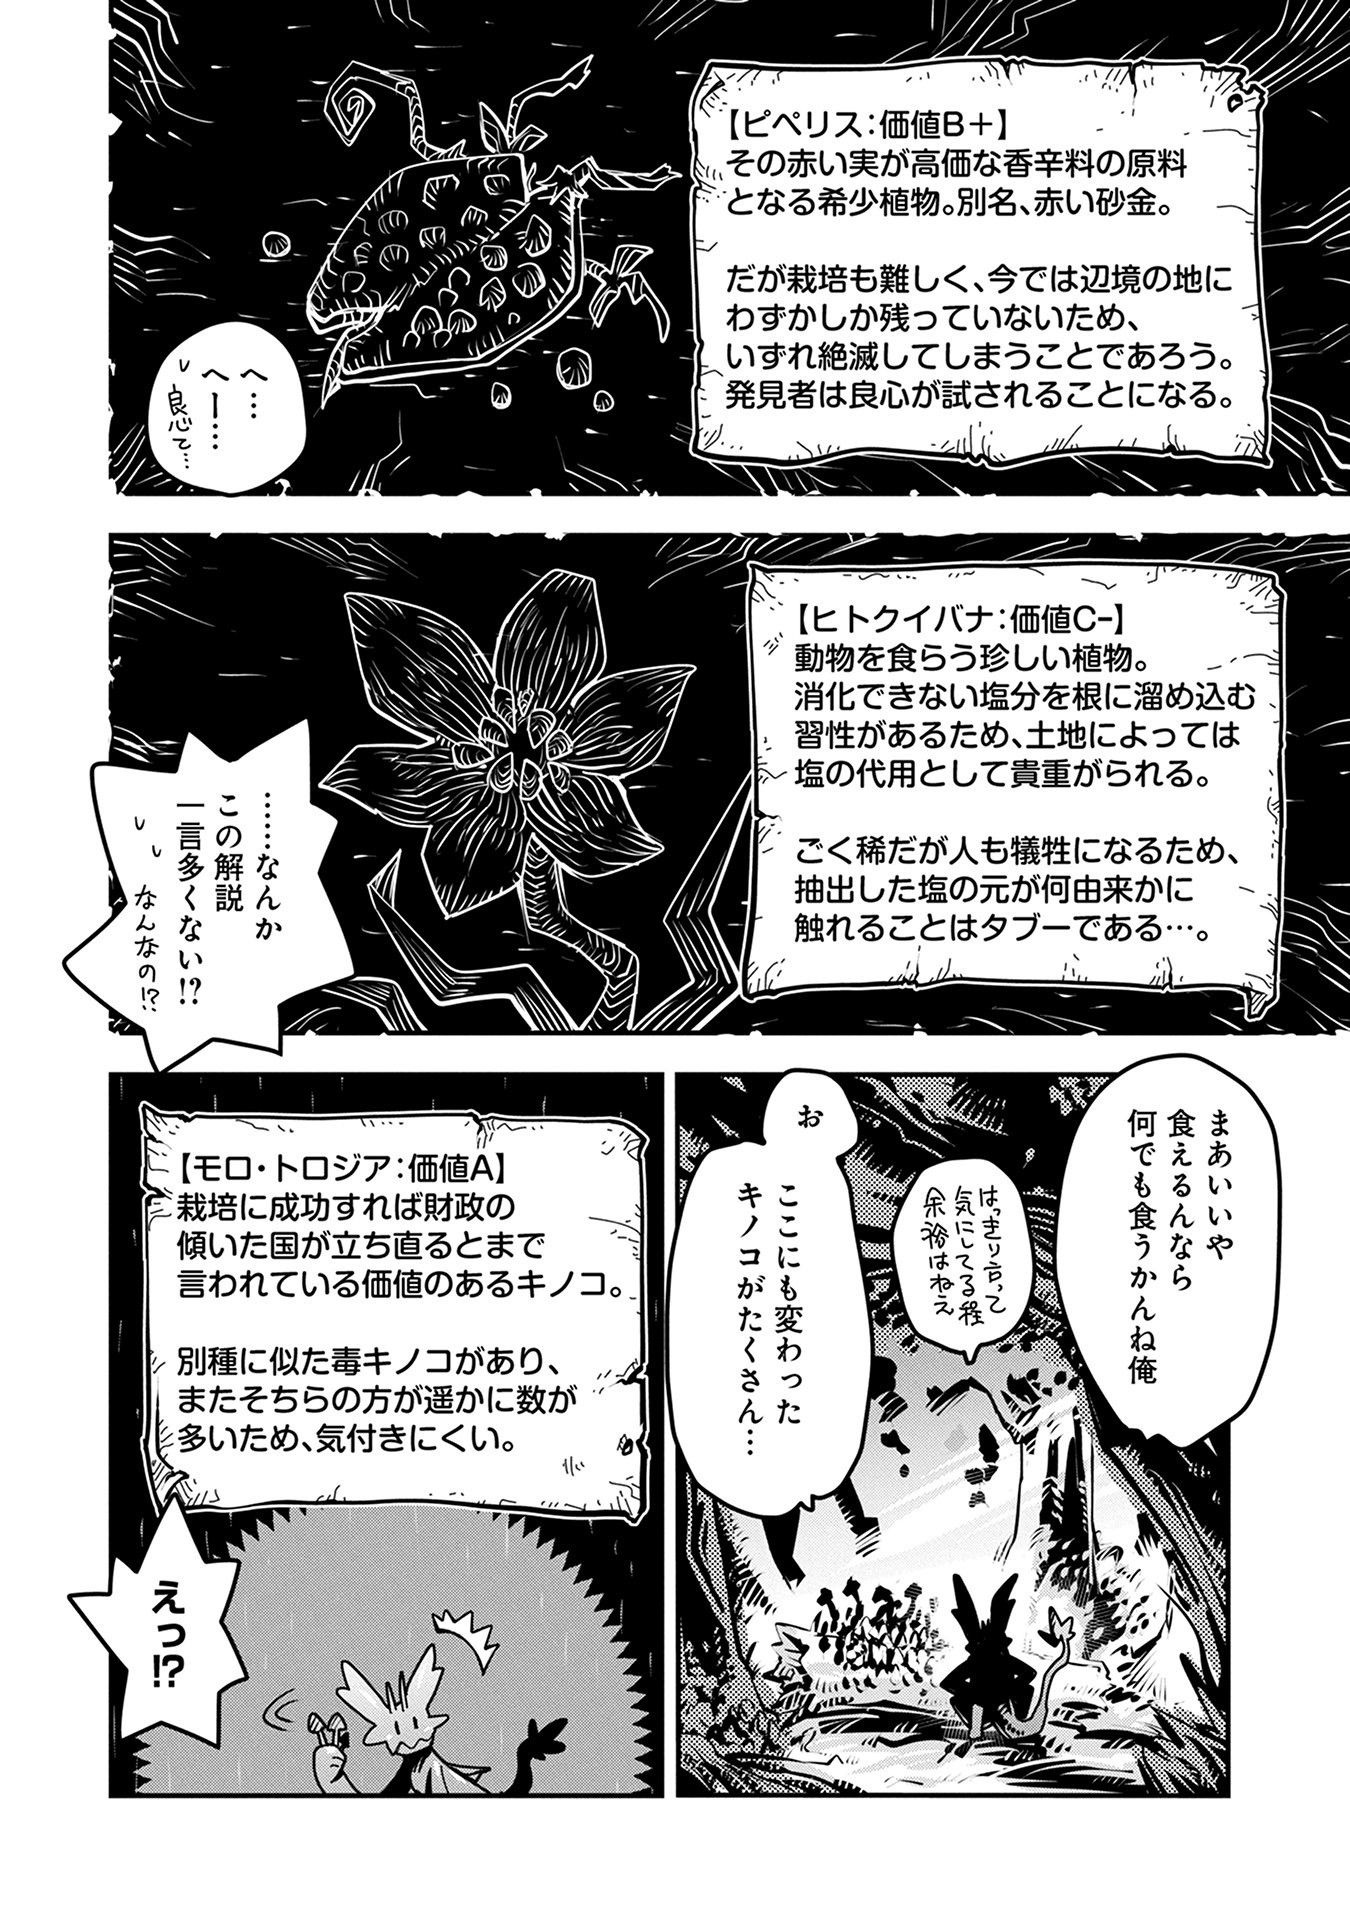 【ピペリス：価値B＋】
その赤い実が高価な香辛料の原料
となる希少植物。別名、赤い砂金。
だが栽培も難しく、今では辺境の地に
わずかしか残っていないため、
いずれ絶滅してしまうことであろう。
発見者は良心が試されることになる。
へ…
へー…
良心て…
【ヒトクイバナ：価値C-】
動物を食らう珍しい植物。
消化できない塩分を根に溜め込む
習性があるため、土地によっては
塩の代用として貴重がられる。
ごく稀だが人も犠牲になるため、
抽出した塩の元が何由来かに
触れることはタブーである…。
……なんか
この解説
一言多くない!?
なんなの!?
まあいいや
食えるんなら
何でも食うかんね俺
はっきり言って
気にしてる程
余裕はねえ
お
ここにも変わった
キノコがたくさん…
【モロ・トロジア：価値A】
栽培に成功すれば財政の
傾いた国が立ち直るとまで
言われている価値のあるキノコ。
別種に似た毒キノコがあり、
またそちらの方が遥かに数が
多いため、気付きにくい。
えっ!?